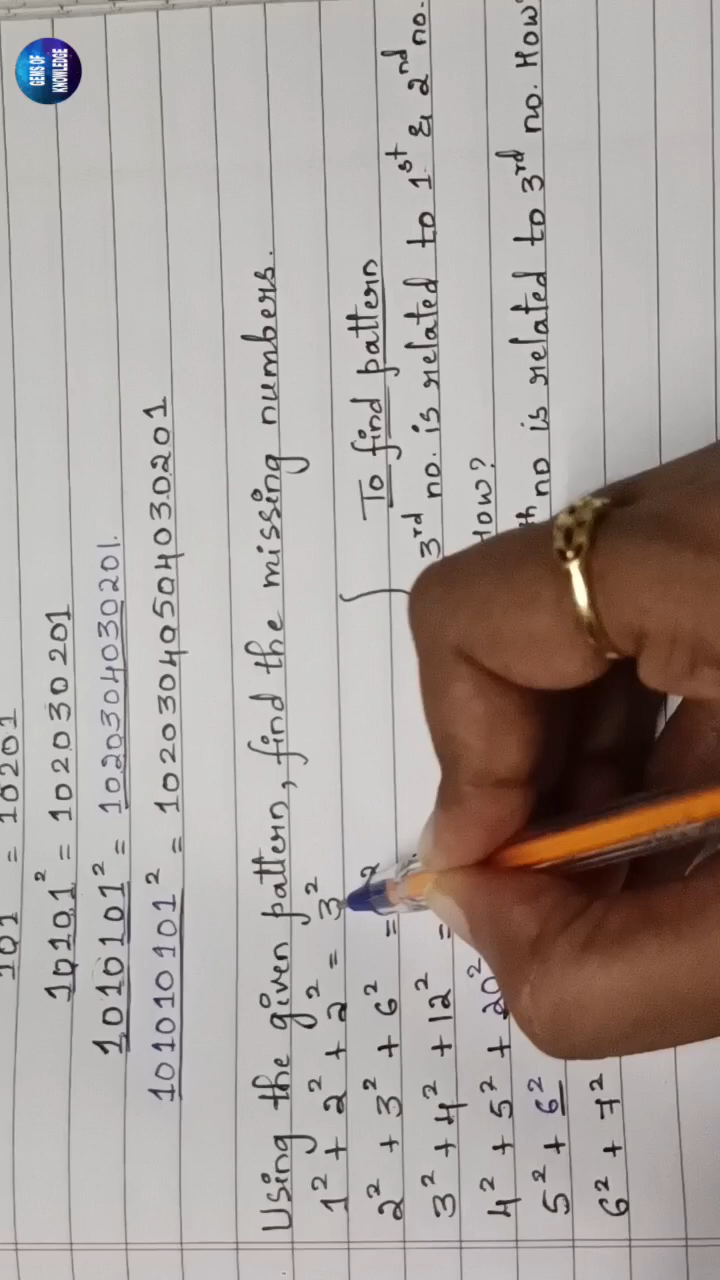 GEMS OF
KNOWLEDGE
101² = 10201
10101² = 102030201
1010101² = 1020304030201.
101010101² = 10203040504030201
Using the given pattern, find the missing numbers.
1² + 2² + 2² = 3²
2² + 3² + 6² =
3² + 4² + 12² =
4² + 5² + 20²
5² + 6²
6² + 7²
To find pattern
3rd no. is related to 1st & 2nd no.
How?
no is related to 3rd no. How